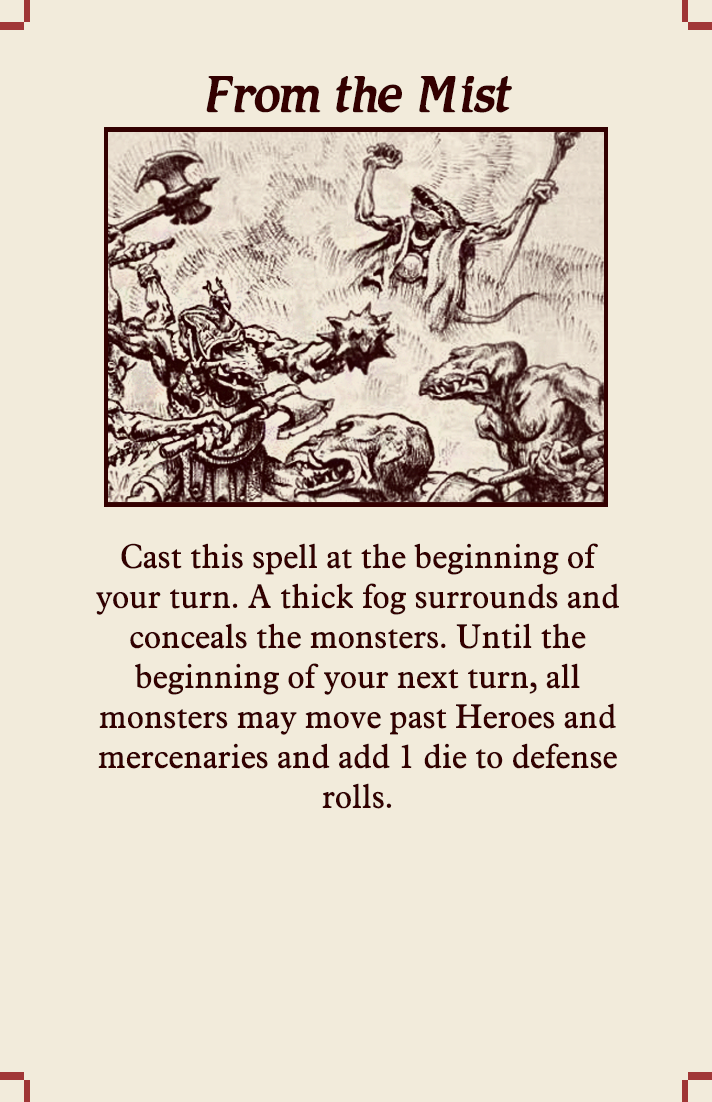 From the Mist
Cast this spell at the beginning of
your turn. A thick fog surrounds and
conceals the monsters. Until the
beginning of your next turn, all
monsters may move past Heroes and
mercenaries and add 1 die to defense
rolls.